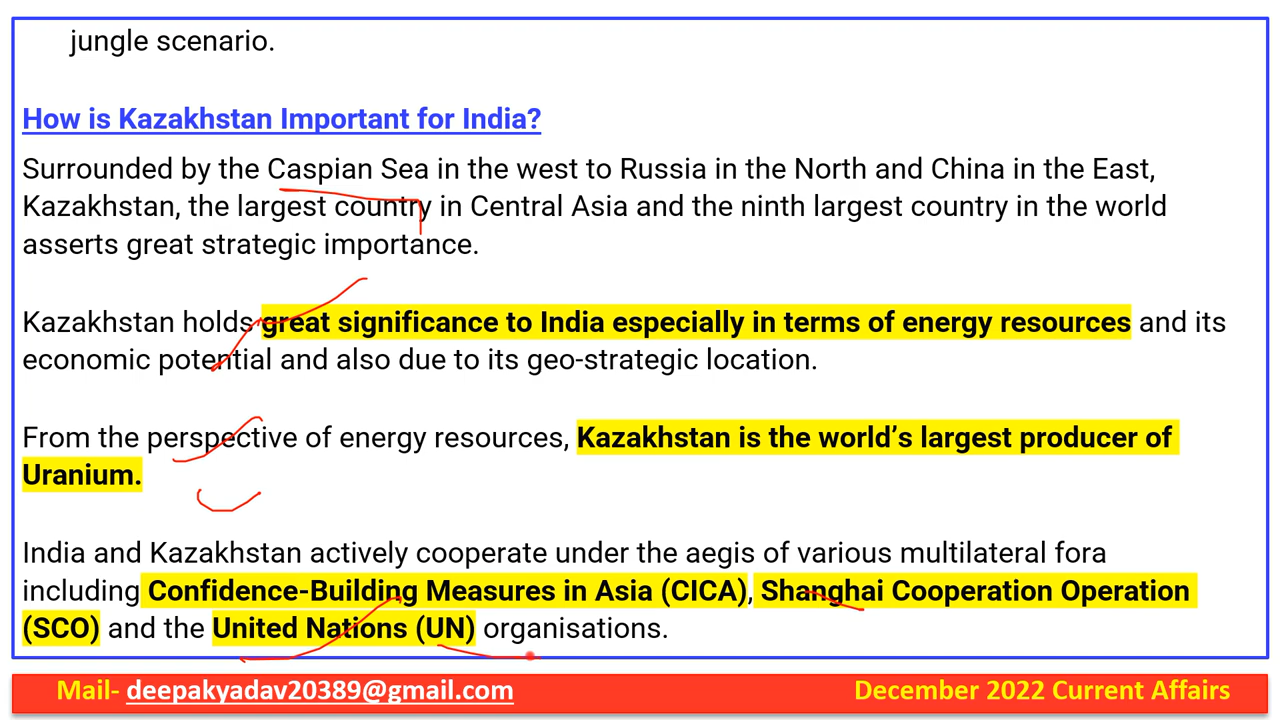 jungle scenario.
How is Kazakhstan Important for India?
Surrounded by the Caspian Sea in the west to Russia in the North and China in the East,
Kazakhstan, the largest country in Central Asia and the ninth largest country in the world
asserts great strategic importance.
Kazakhstan holds great significance to India especially in terms of energy resources and its
economic potential and also due to its geo-strategic location.
From the perspective of energy resources, Kazakhstan is the world's largest producer of
Uranium.
India and Kazakhstan actively cooperate under the aegis of various multilateral fora
including Confidence-Building Measures in Asia (CICA), Shanghai Cooperation Operation
(SCO) and the United Nations (UN) organisations.
Mail- deepakyadav20389@gmail.com December 2022 Current Affairs